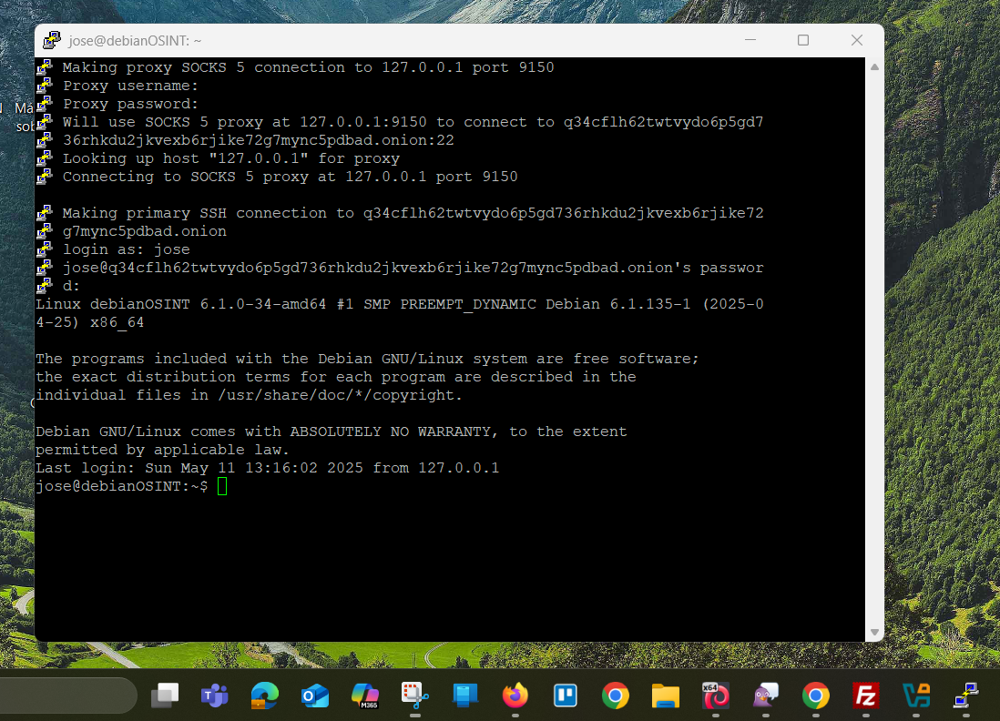 jose@debianOSINT: ~
Making proxy SOCKS 5 connection to 127.0.0.1 port 9150
Proxy username:
Proxy password:
Will use SOCKS 5 proxy at 127.0.0.1:9150 to connect to q34cflh62twtvydo6p5gd7
36rhkdu2jkvexb6rjike72g7mync5pdbad.onion:22
Looking up host "127.0.0.1" for proxy
Connecting to SOCKS 5 proxy at 127.0.0.1 port 9150
Making primary SSH connection to q34cflh62twtvydo6p5gd736rhkdu2jkvexb6rjike72
g7mync5pdbad.onion
login as: jose
jose@q34cflh62twtvydo6p5gd736rhkdu2jkvexb6rjike72g7mync5pdbad.onion's passwor
d:
Linux debianOSINT 6.1.0-34-amd64 #1 SMP PREEMPT_DYNAMIC Debian 6.1.135-1 (2025-0
4-25) x86_64
The programs included with the Debian GNU/Linux system are free software;
the exact distribution terms for each program are described in the
individual files in /usr/share/doc/*/copyright.
Debian GNU/Linux comes with ABSOLUTELY NO WARRANTY, to the extent
permitted by applicable law.
Last login: Sun May 11 13:16:02 2025 from 127.0.0.1
jose@debianOSINT:~$
M365
x64